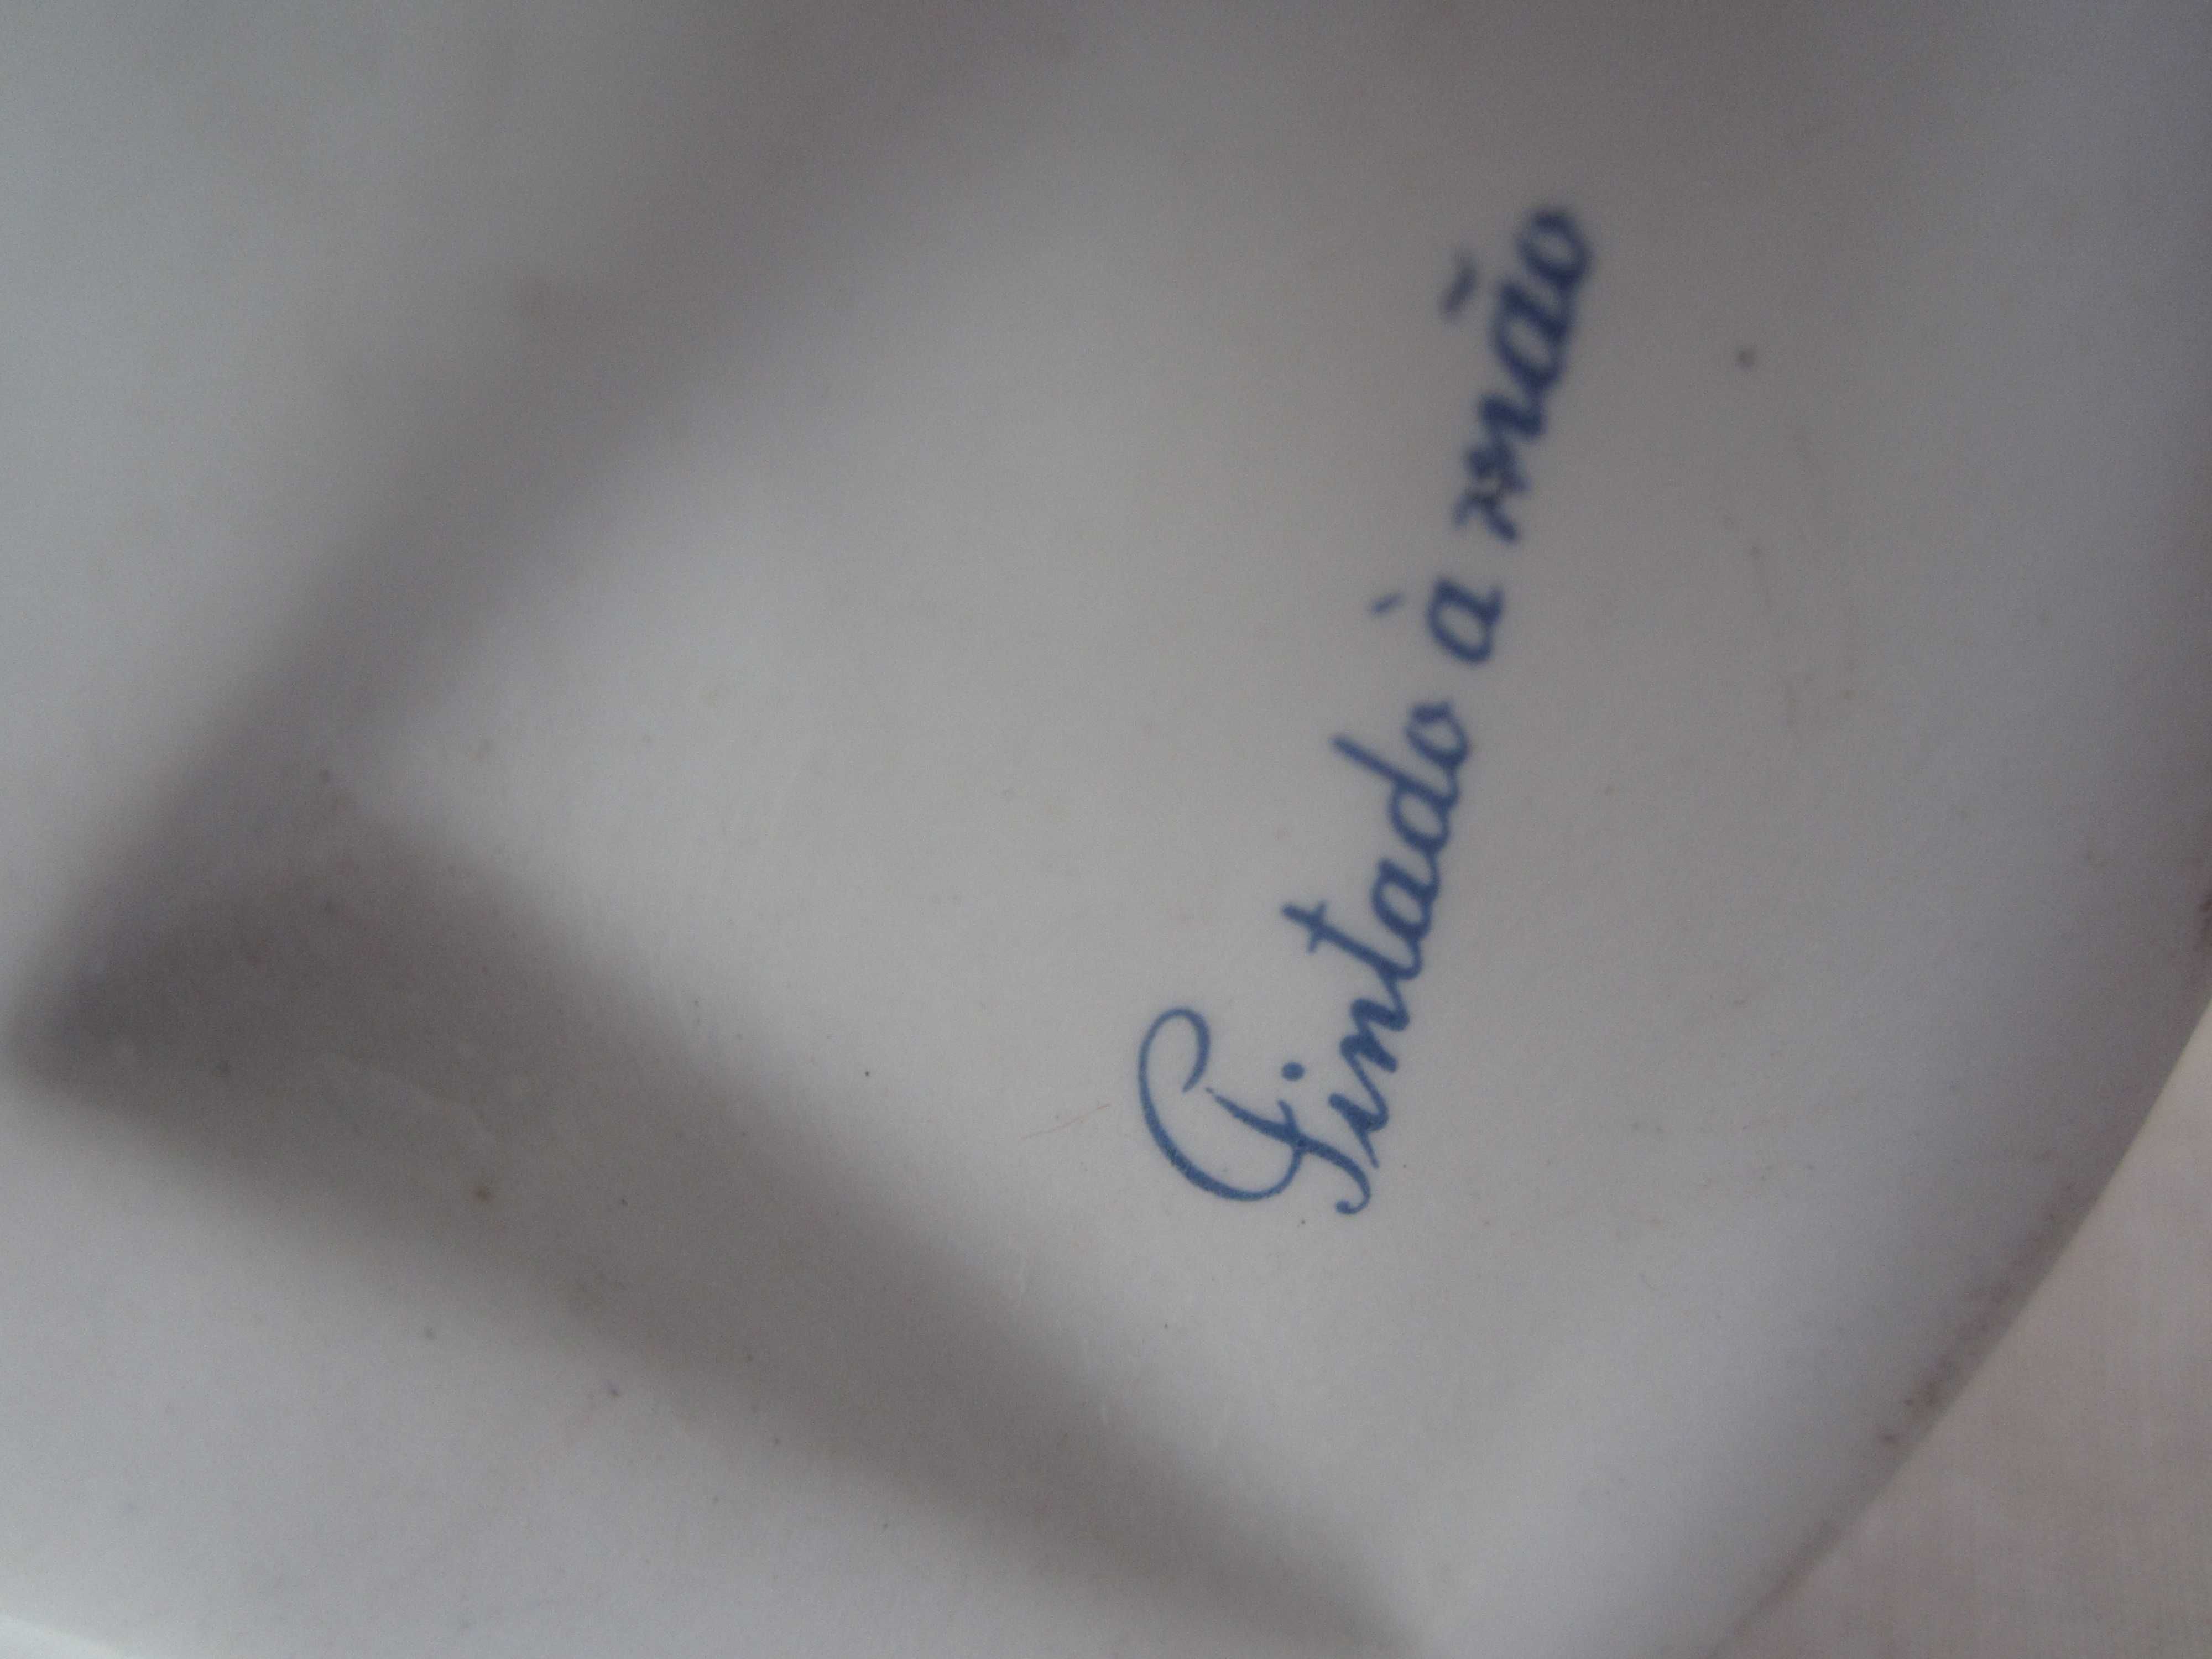 Pintado à mão